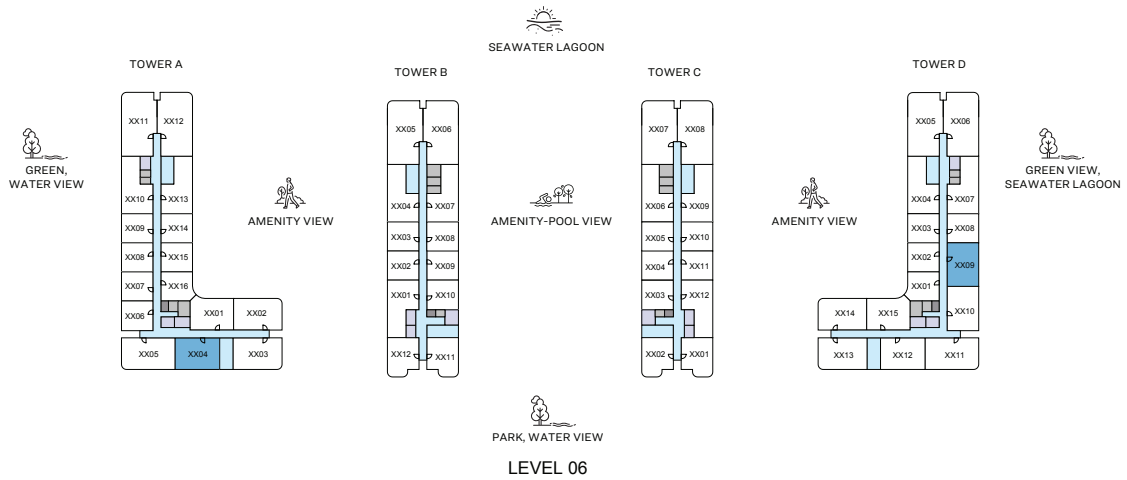 SEAWATER LAGOON
TOWER A
TOWER B
TOWER C
TOWER D
GREEN,
WATER VIEW
AMENITY VIEW
AMENITY-POOL VIEW
AMENITY VIEW
GREEN VIEW,
SEAWATER LAGOON
XX11 XX12
XX10 XX13
XX09 XX14
XX08 XX15
XX07 XX16
XX06 XX01 XX02
XX05 XX04 XX03
XX05 XX06
XX04 XX07
XX03 XX08
XX02 XX09
XX01 XX10
XX12 XX11
XX07 XX08
XX06 XX09
XX05 XX10
XX04 XX11
XX03 XX12
XX02 XX01
XX05 XX06
XX04 XX07
XX03 XX08
XX02 XX09
XX01
XX14 XX15 XX10
XX13 XX12 XX11
PARK, WATER VIEW
LEVEL 06